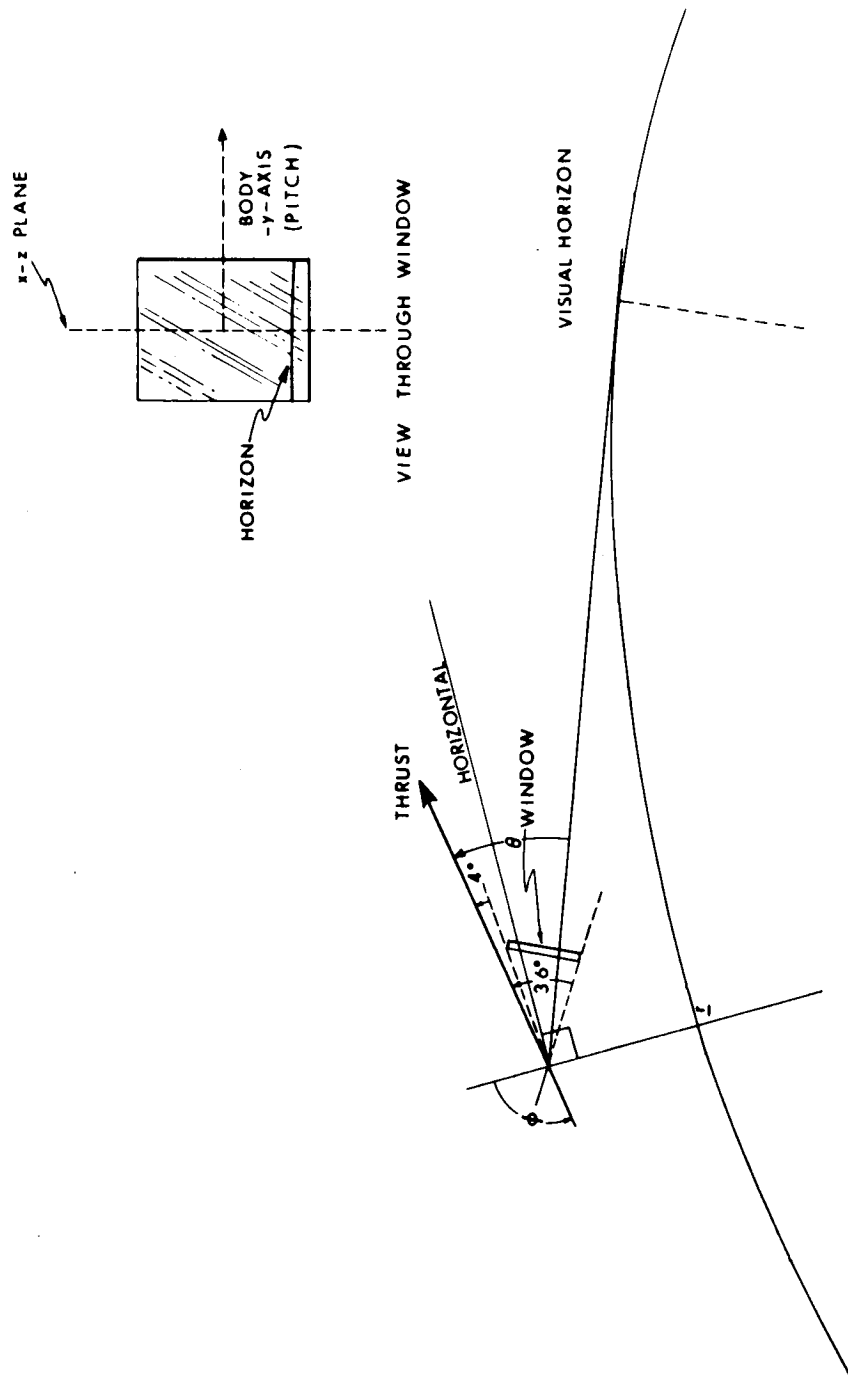 x-z PLANE
BODY
-y-AXIS
(PITCH)
HORIZON
VIEW THROUGH WINDOW
VISUAL HORIZON
THRUST
HORIZONTAL
4°
θ
WINDOW
36°
ϕ
r